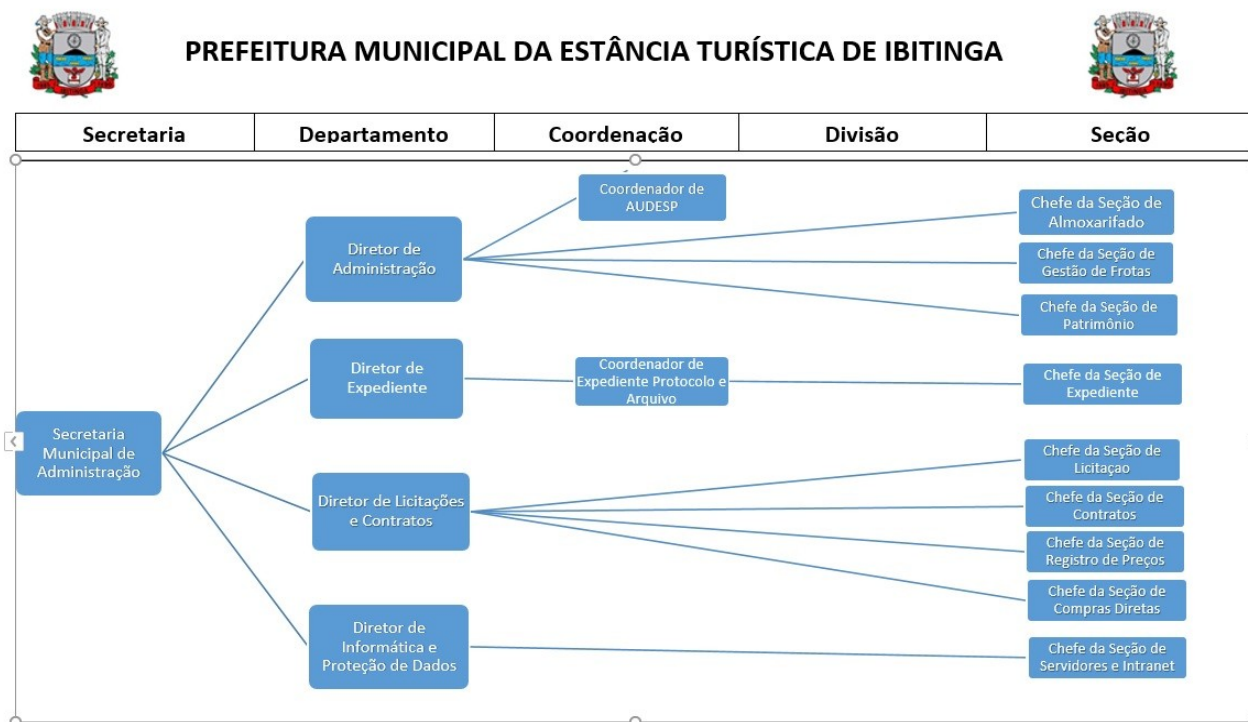 PREFEITURA MUNICIPAL DA ESTÂNCIA TURÍSTICA DE IBITINGA
IBITINGA
IBITINGA
Secretaria
Departamento
Coordenação
Divisão
Seção
Coordenador de
AUDESP
Chefe da Seção de
Almoxarifado
Diretor de
Administração
Chefe da Seção de
Gestão de Frotas
Chefe da Seção de
Patrimônio
Diretor de
Expediente
Coordenador de
Expediente Protocolo e
Arquivo
Chefe da Seção de
Expediente
Secretaria
Municipal de
Administração
Chefe da Seção de
Licitaçao
Diretor de Licitações
e Contratos
Chefe da Seção de
Contratos
Chefe da Seção de
Registro de Preços
Chefe da Seção de
Compras Diretas
Diretor de
Informática e
Proteção de Dados
Chefe da Seção de
Servidores e Intranet